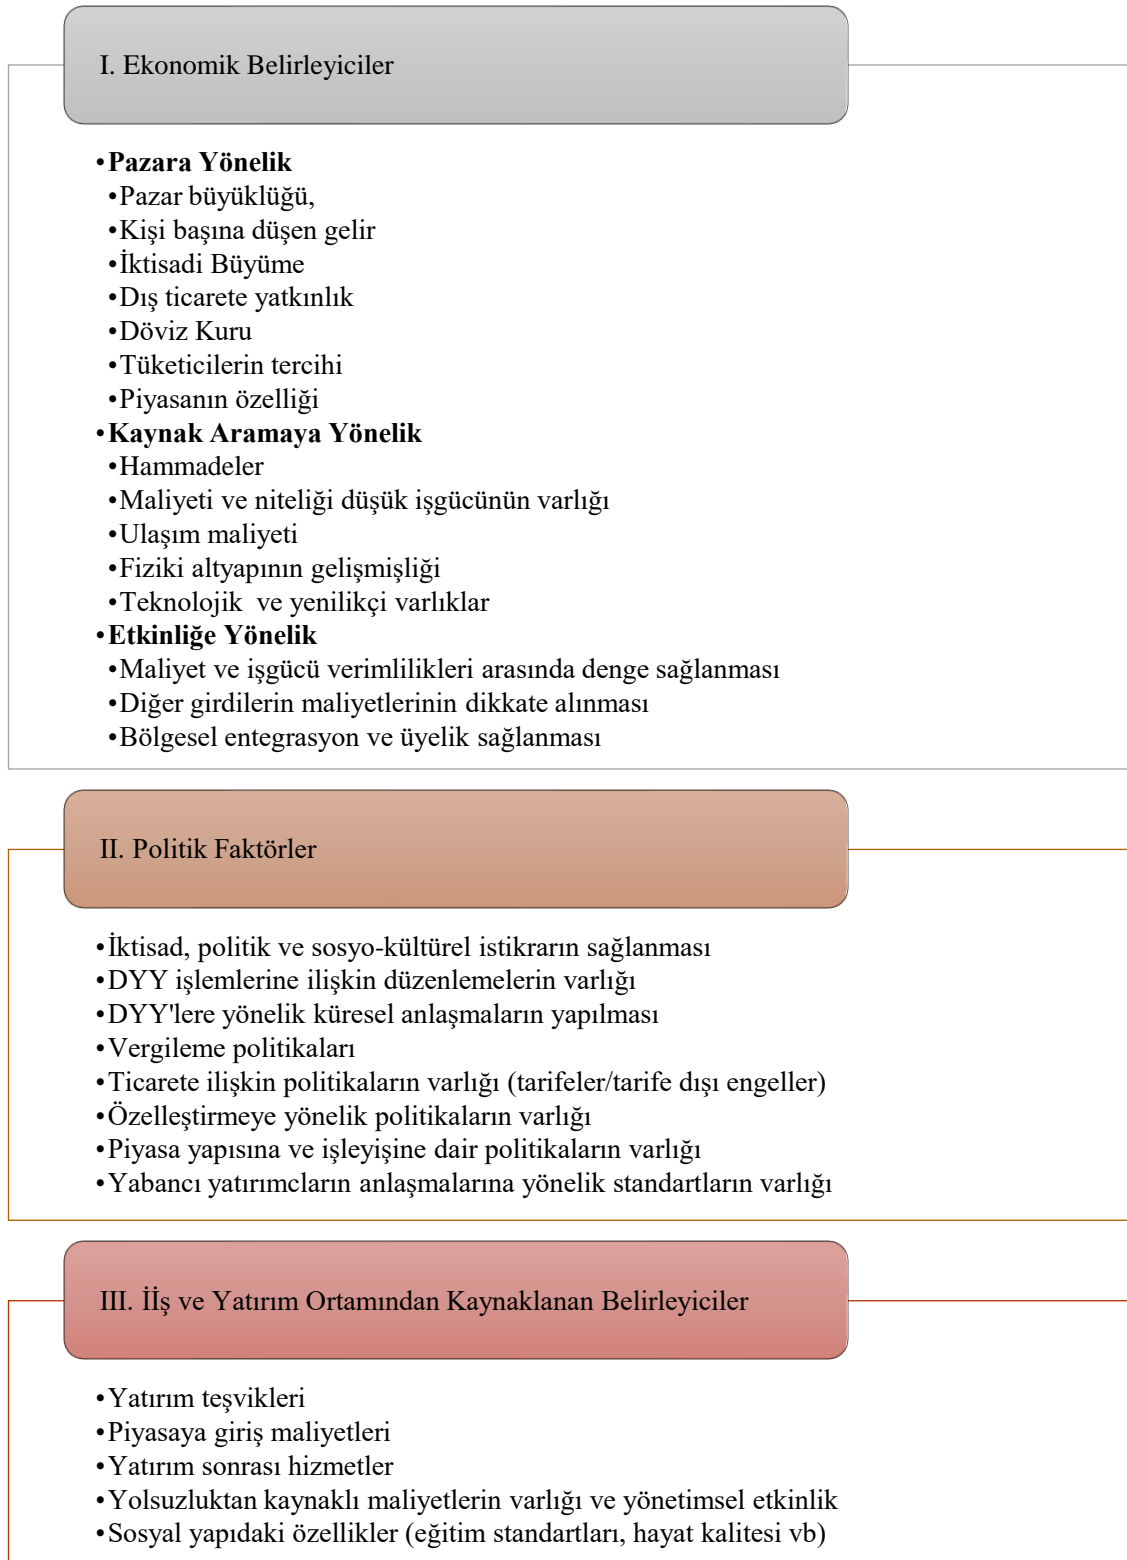 I. Ekonomik Belirleyiciler
•Pazara Yönelik
•Pazar büyüklüğü,
•Kişi başına düşen gelir
•İktisadi Büyüme
•Dış ticarete yatkınlık
•Döviz Kuru
•Tüketicilerin tercihi
•Piyasanın özelliği
•Kaynak Aramaya Yönelik
•Hammadeler
•Maliyeti ve niteliği düşük işgücünün varlığı
•Ulaşım maliyeti
•Fiziki altyapının gelişmişliği
•Teknolojik  ve yenilikçi varlıklar
•Etkinliğe Yönelik
•Maliyet ve işgücü verimlilikleri arasında denge sağlanması
•Diğer girdilerin maliyetlerinin dikkate alınması
•Bölgesel entegrasyon ve üyelik sağlanması
II. Politik Faktörler
•İktisad, politik ve sosyo-kültürel istikrarın sağlanması
•DYY işlemlerine ilişkin düzenlemelerin varlığı
•DYY'lere yönelik küresel anlaşmaların yapılması
•Vergileme politikaları
•Ticarete ilişkin politikaların varlığı (tarifeler/tarife dışı engeller)
•Özelleştirmeye yönelik politikaların varlığı
•Piyasa yapısına ve işleyişine dair politikaların varlığı
•Yabancı yatırımcların anlaşmalarına yönelik standartların varlığı
III. İİş ve Yatırım Ortamından Kaynaklanan Belirleyiciler
•Yatırım teşvikleri
•Piyasaya giriş maliyetleri
•Yatırım sonrası hizmetler
•Yolsuzluktan kaynaklı maliyetlerin varlığı ve yönetimsel etkinlik
•Sosyal yapıdaki özellikler (eğitim standartları, hayat kalitesi vb)